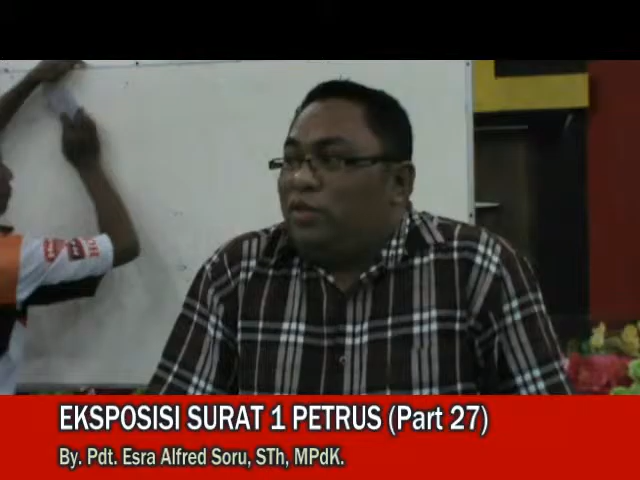 EKSPOSISI SURAT 1 PETRUS (Part 27)
By. Pdt. Esra Alfred Soru, STh, MPdK.